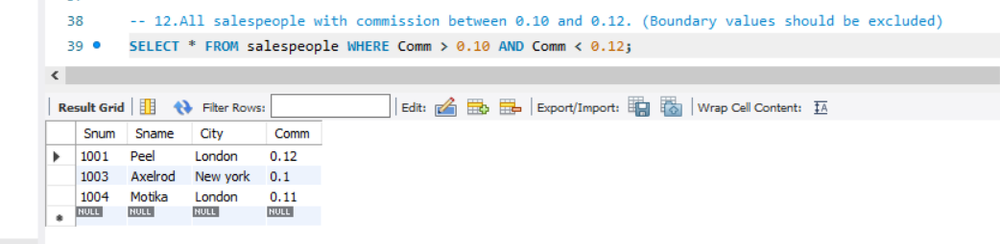 38 -- 12.All salespeople with commission between 0.10 and 0.12. (Boundary values should be excluded)
39 SELECT * FROM salespeople WHERE Comm > 0.10 AND Comm < 0.12;
Result Grid Filter Rows: Edit: Export/Import: Wrap Cell Content: IA
Snum Sname City Comm
1001 Peel London 0.12
1003 Axelrod New york 0.1
1004 Motika London 0.11
NULL NULL NULL NULL